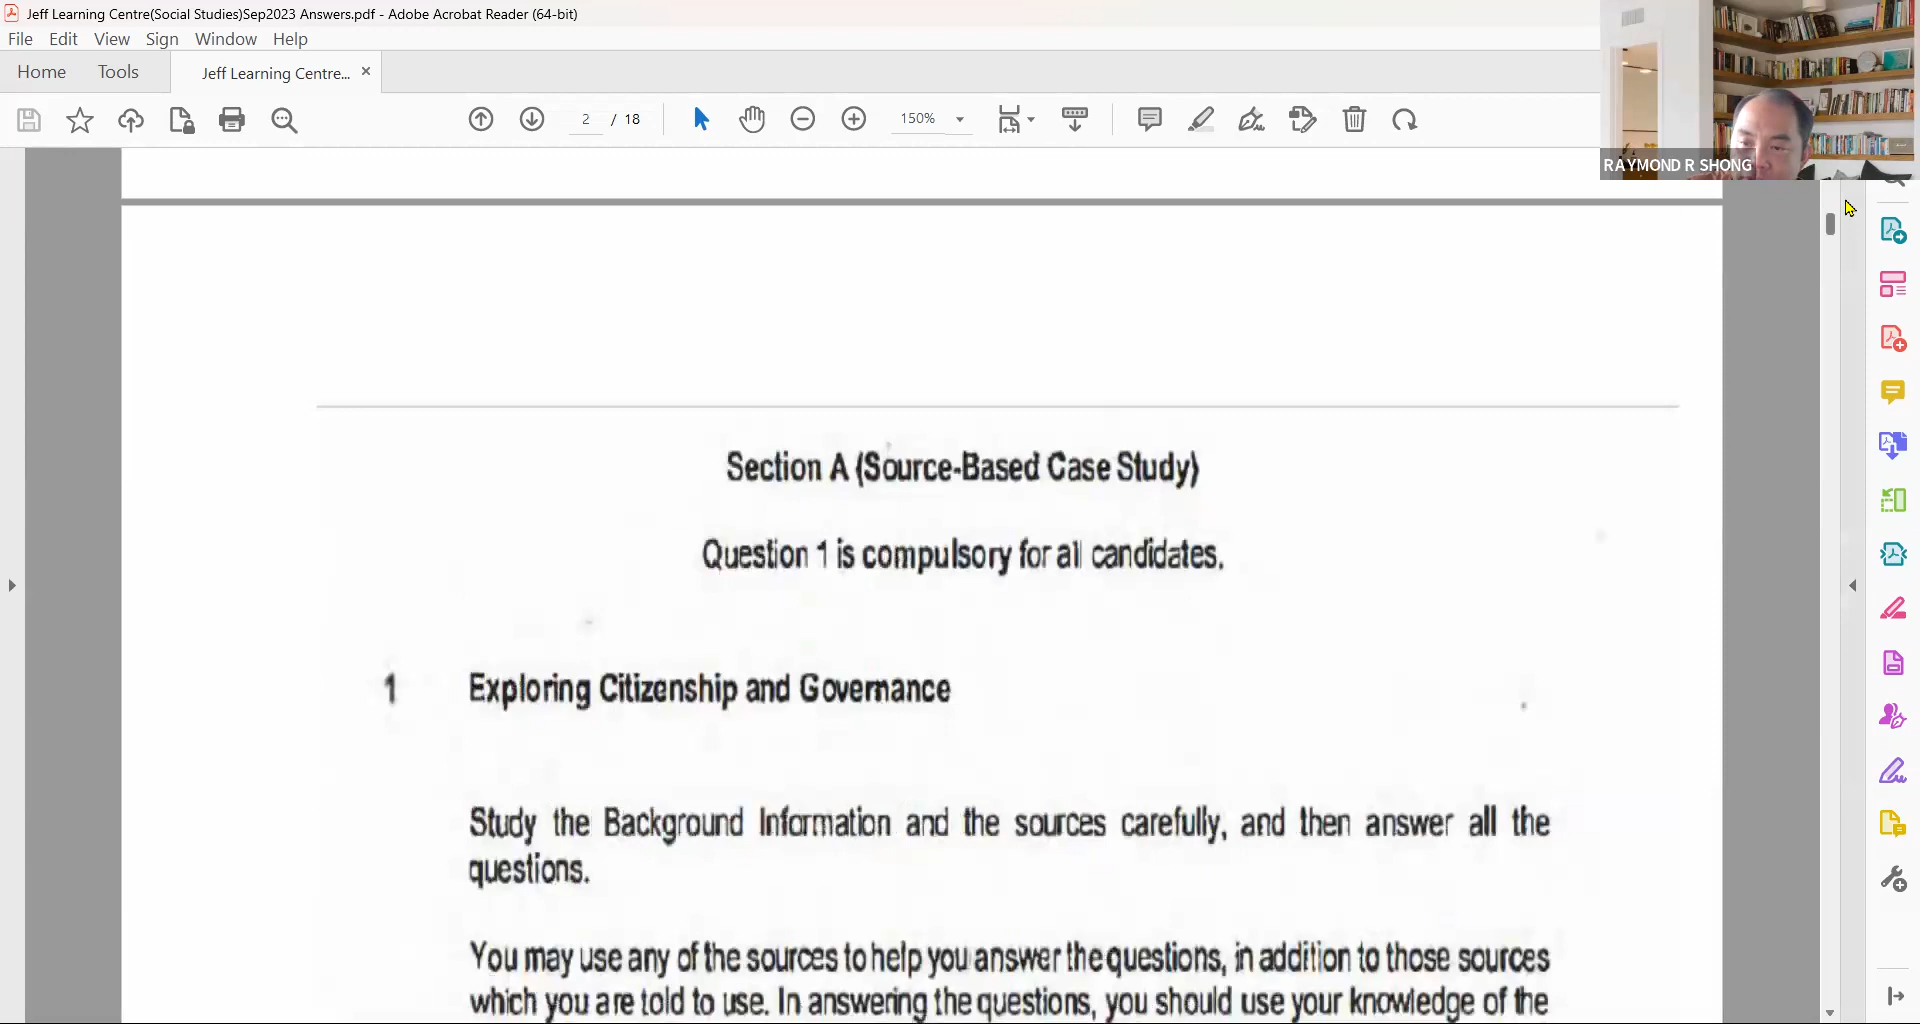 Jeff Learning Centre(Social Studies)Sep2023 Answers.pdf - Adobe Acrobat Reader (64-bit)
File Edit View Sign Window Help
Home Tools Jeff Learning Centre... ×
2 / 18 150%
RAYMOND R SHONG
Section A (Source-Based Case Study)
Question 1 is compulsory for all candidates.
1 Exploring Citizenship and Governance
Study the Background Information and the sources carefully, and then answer all the
questions.
You may use any of the sources to help you answer the questions, in addition to those sources
which you are told to use. In answering the questions, you should use your knowledge of the